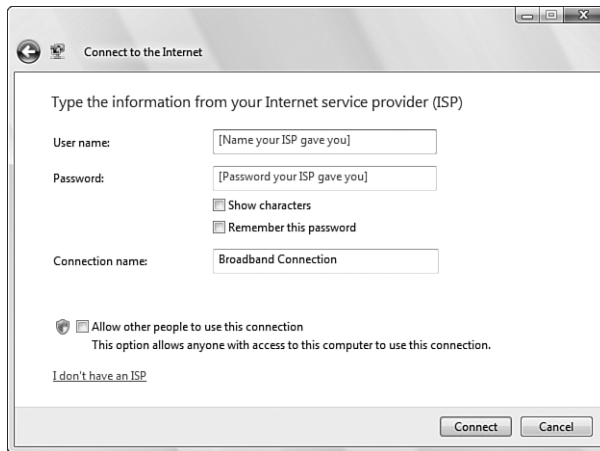 Connect to the Internet
Type the information from your Internet service provider (ISP)
User name:
[Name your ISP gave you]
Password:
[Password your ISP gave you]
Show characters
Remember this password
Connection name:
Broadband Connection
Allow other people to use this connection
This option allows anyone with access to this computer to use this connection.
I don't have an ISP
Connect
Cancel